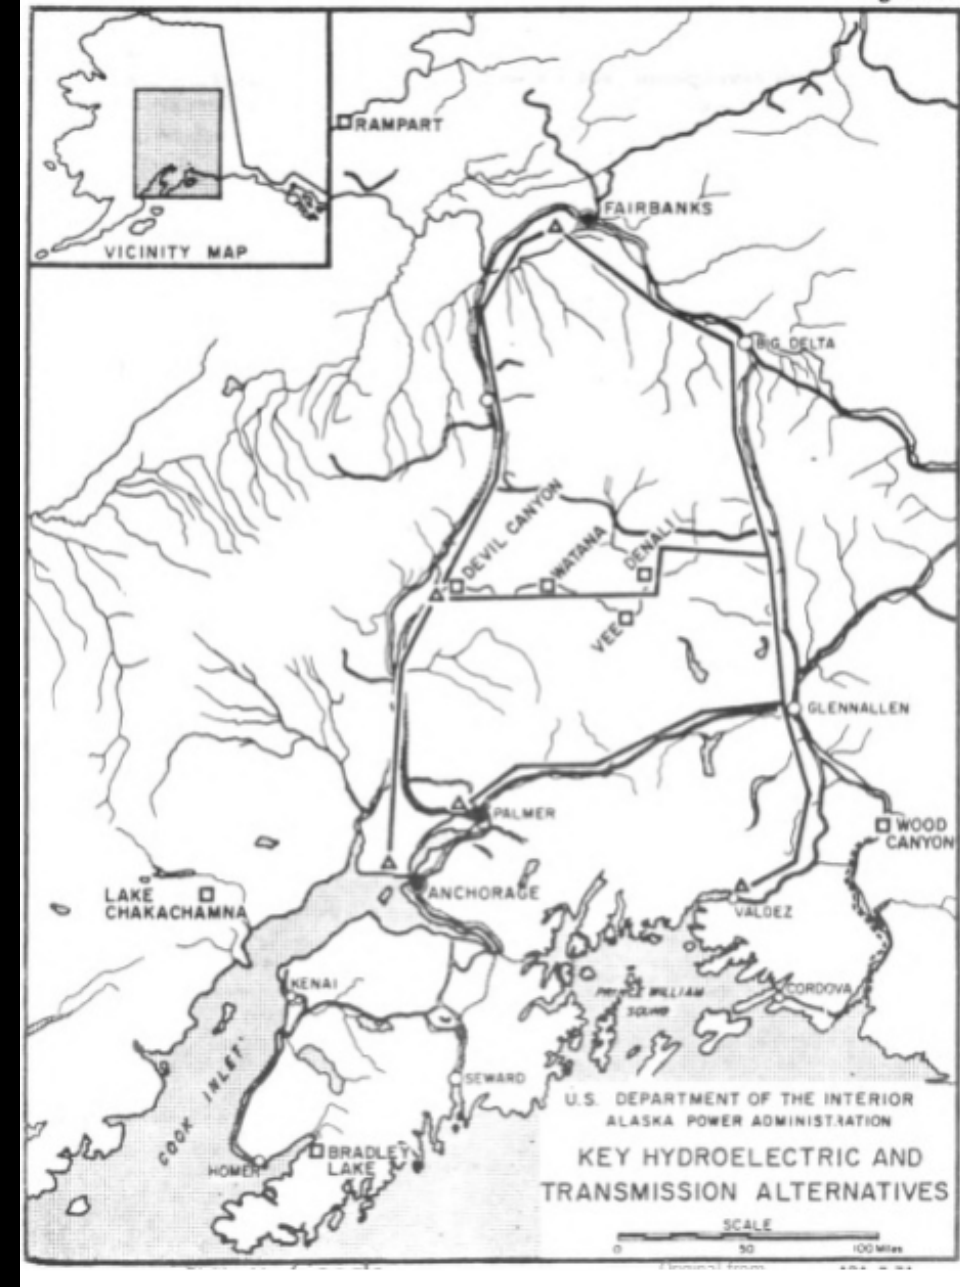 VICINITY MAP
RAMPART
FAIRBANKS
BIG DELTA
DEVIL CANYON
WATANA
DENALI
VEE
GLENNALLEN
PALMER
WOOD
CANYON
LAKE
CHAKACHAMNA
ANCHORAGE
VALDEZ
KENAI
PRINCE WILLIAM
SOUND
CORDOVA
COOK INLET
SEWARD
HOMER
BRADLEY
LAKE
U.S. DEPARTMENT OF THE INTERIOR
ALASKA POWER ADMINISTRATION
KEY HYDROELECTRIC AND
TRANSMISSION ALTERNATIVES
SCALE
0 50 100 Miles
Original from